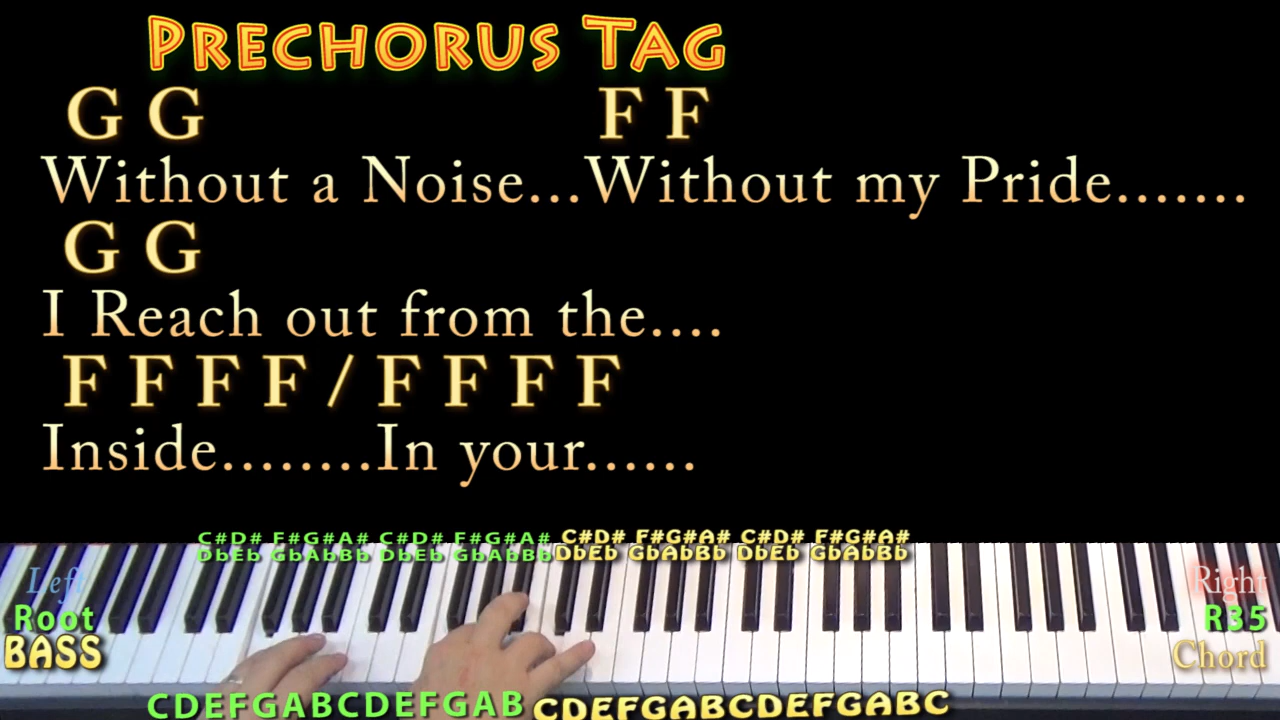 PRECHORUS TAG
G G F F
Without a Noise...Without my Pride.......
G G
I Reach out from the....
F F F F / F F F F
Inside........In your......
C#D# F#G#A# C#D# F#G#A# C#D# F#G#A# C#D# F#G#A#
DbEb GbAbBb DbEb GbAbBb DbEb GbAbBb DbEb GbAbBb
Left
Root
BASS
Right
R35
Chord
CDEFGABCDEFGAB CDEFGABCDEFGABC